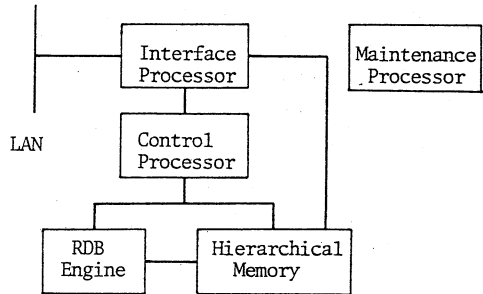 Interface
Processor
Maintenance
Processor
LAN
Control
Processor
RDB
Engine
Hierarchical
Memory